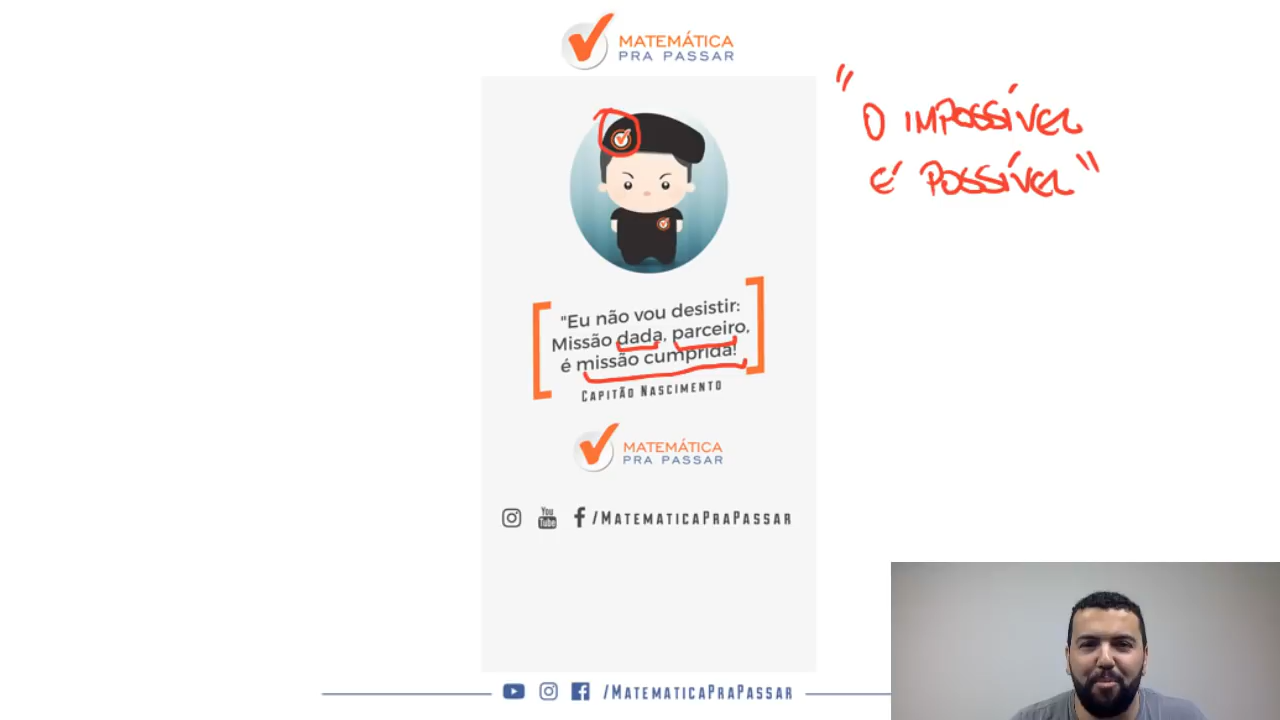 MATEMÁTICA
PRA PASSAR
"O IMPOSSÍVEL
É POSSÍVEL"
"Eu não vou desistir:
Missão dada, parceiro,
é missão cumprida!
CAPITÃO NASCIMENTO
MATEMÁTICA
PRA PASSAR
You
Tube
/MATEMATICAPRAPASSAR
/MATEMATICAPRAPASSAR